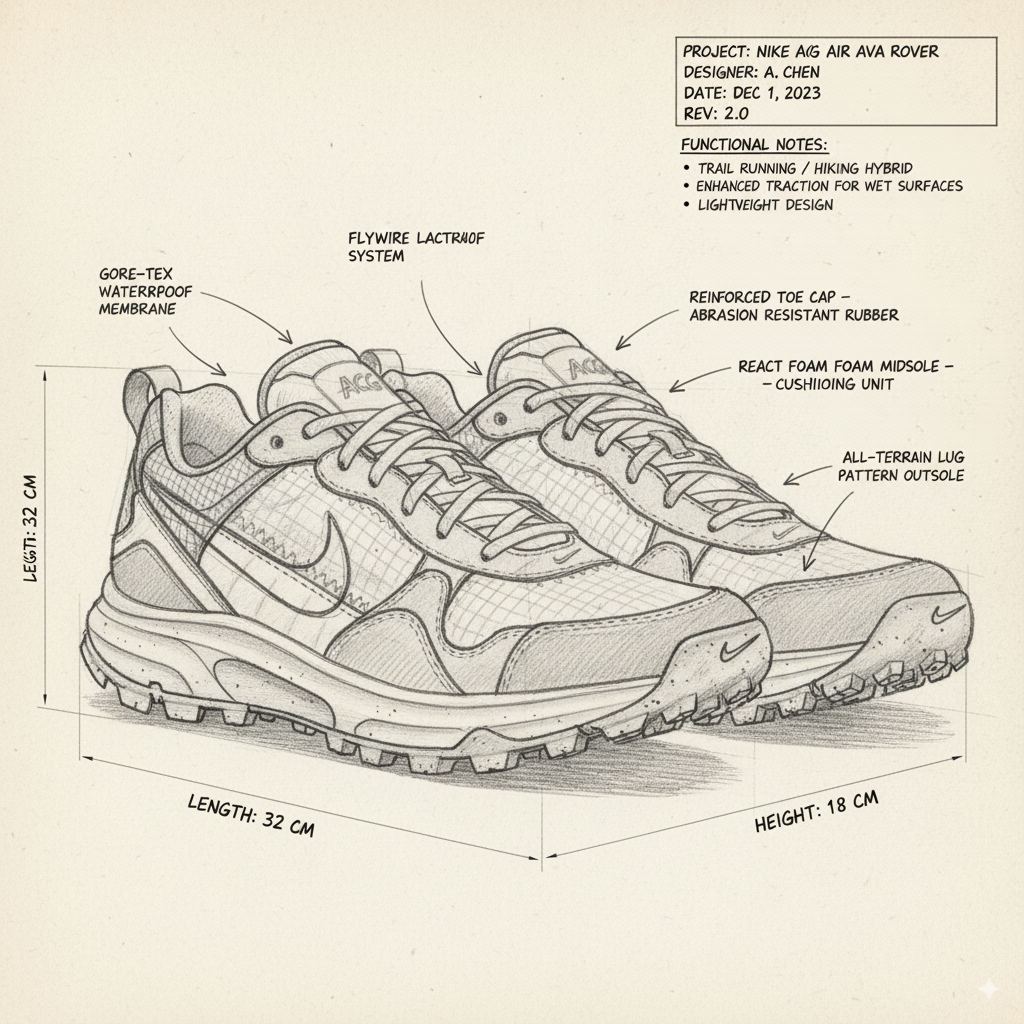 PROJECT: NIKE ACG AIR AVA ROVER
DESIGNER: A. CHEN
DATE: DEC 1, 2023
REV: 2.0
FUNCTIONAL NOTES:
• TRAIL RUNNING / HIKING HYBRID
• ENHANCED TRACTION FOR WET SURFACES
• LIGHTVEIGHT DESIGN
FLYWIRE
SYSTEM
GORE-TEX
WATERRPOOF
MEMBRANE
REINFORCED TOE CAP –
ABRASION RESISTANT RUBBER
REACT FOAM FOAM MIDSOLE –
– CUSHIIOING UNIT
ALL-TERRAIN LUG
PATTERN OUTSOLE
ACG
ACG
32 CM
LENGTH: 32 CM
HEIGHT: 18 CM